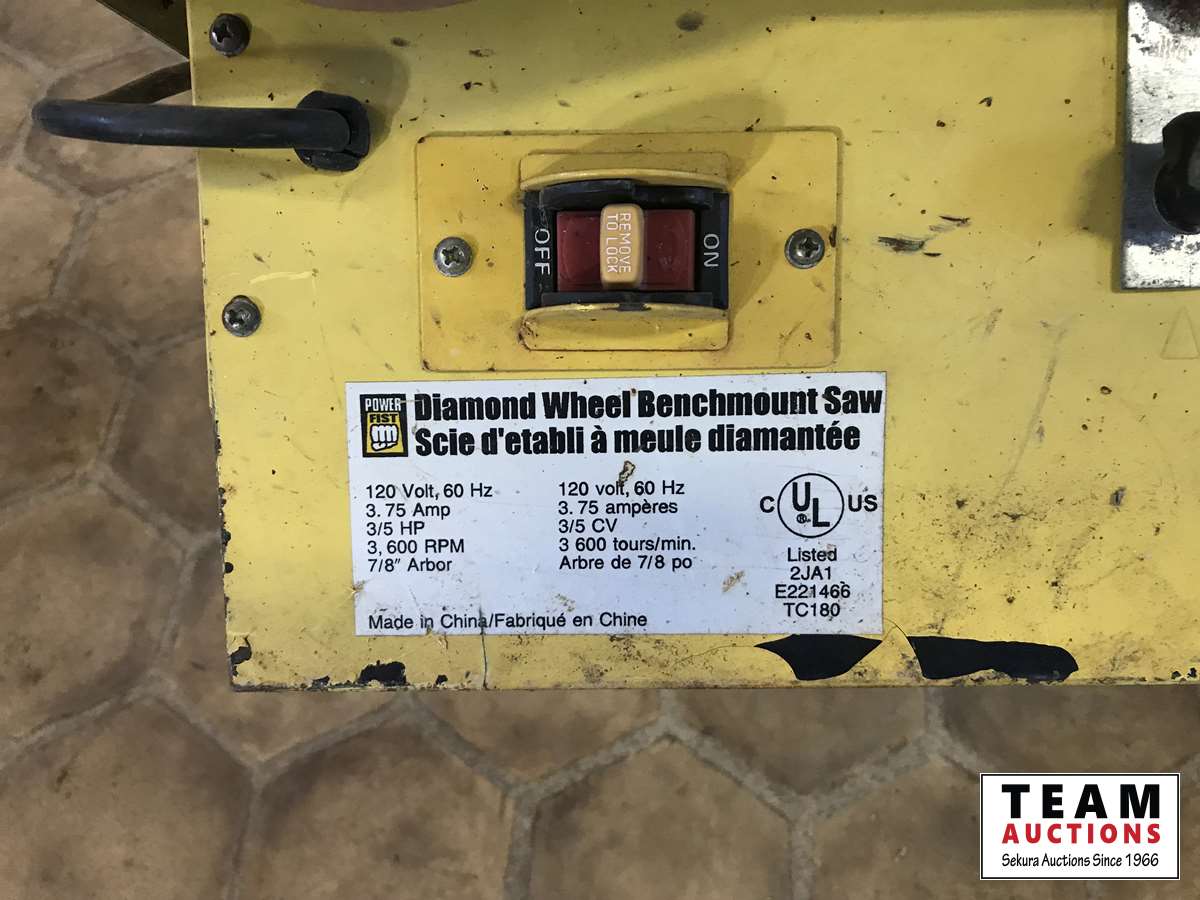 OFF
REMOVE
TO LOCK
ON
POWER
FIST
Diamond Wheel Benchmount Saw
Scie d'etabli à meule diamantée
120 Volt, 60 Hz
3. 75 Amp
3/5 HP
3, 600 RPM
7/8" Arbor
120 volt, 60 Hz
3. 75 ampères
3/5 CV
3 600 tours/min.
Arbre de 7/8 po
C UL ® US
Listed
2JA1
E221466
TC180
Made in China/Fabriqué en Chine
TEAM
AUCTIONS
Sekura Auctions Since 1966